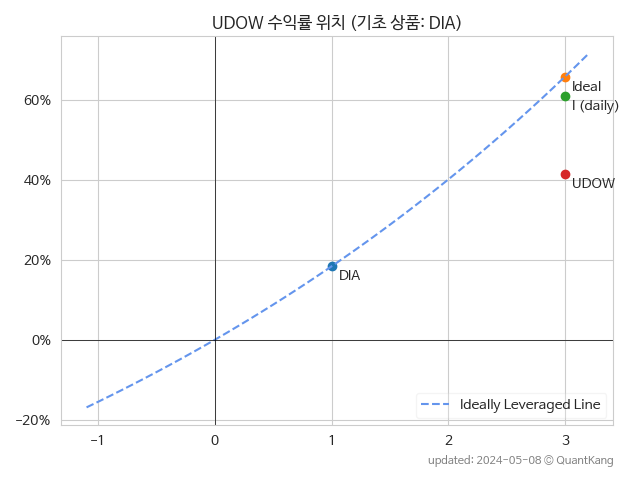 UDOW 수익률 위치 (기초 상품: DIA)
60%
40%
20%
0%
−20%
Ideal
I (daily)
UDOW
DIA
Ideally Leveraged Line
−1
0
1
2
3
updated: 2024-05-08 © QuantKang